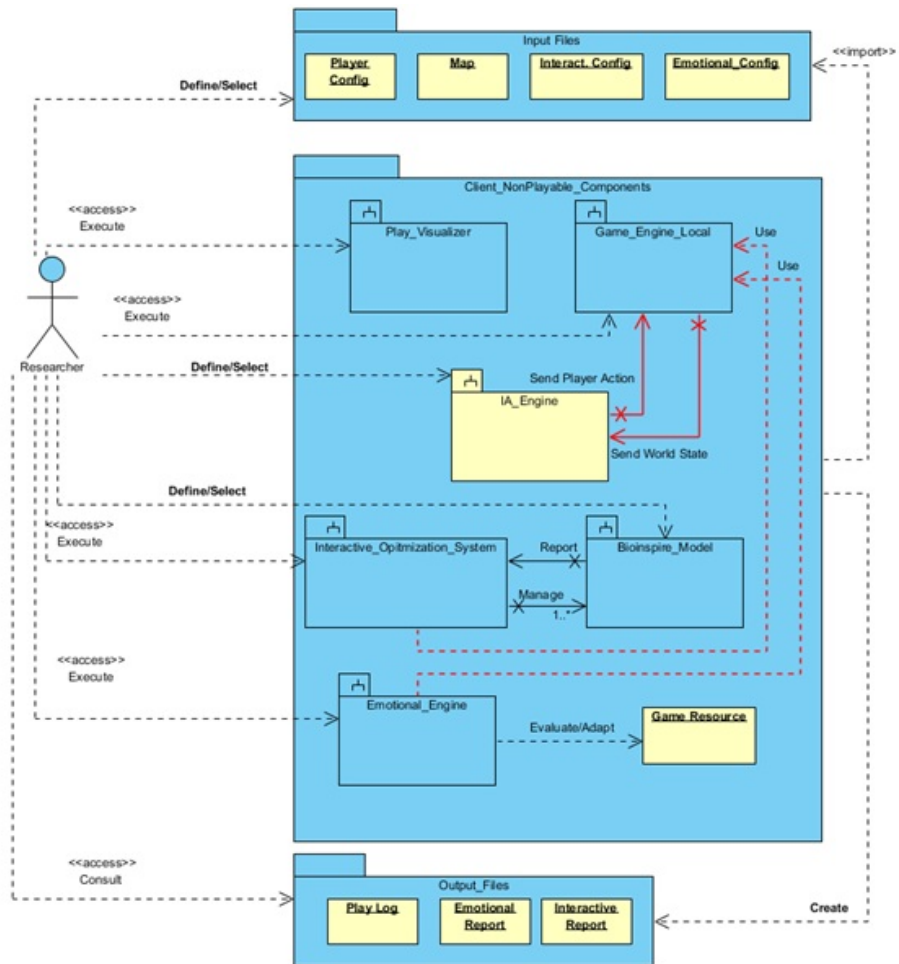 Input Files
Player
Config
Map
Interact. Config
Emotional_Config
<<import>>
Define/Select
Client_NonPlayable_Components
<<access>>
Execute
Play_Visualizer
Game_Engine_Local
Use
Use
<<access>>
Execute
Researcher
Define/Select
Send Player Action
IA_Engine
Send World State
Define/Select
<<access>>
Execute
Interactive_Opitmization_System
Report
Bioinspire_Model
Manage
1..*
<<access>>
Execute
Emotional_Engine
Evaluate/Adapt
Game Resource
<<access>>
Consult
Output_Files
Play Log
Emotional
Report
Interactive
Report
Create